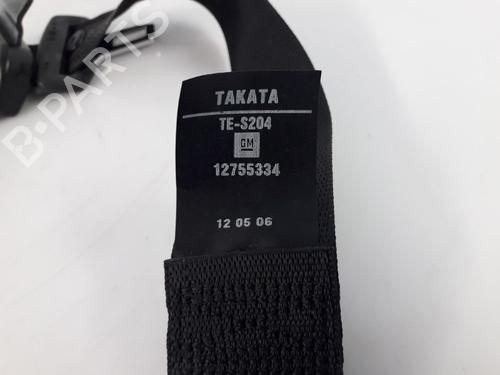 TAKATA
TE-S204
GM
12755334
12 05 06
B-PARTS